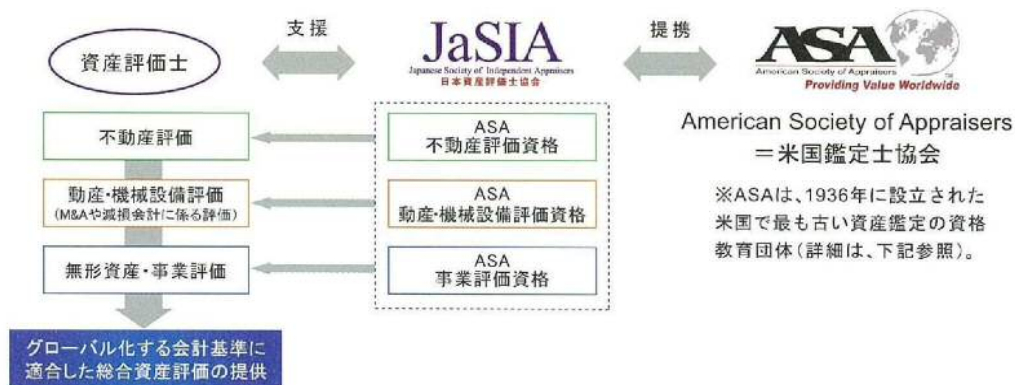 支援
提携
資産評価士
JaSIA
Japanese Society of Independent Appraisers
日本資産評価士協会
ASA
American Society of Appraisers
Providing Value Worldwide
American Society of Appraisers
＝米国鑑定士協会
※ASAは、1936年に設立された
米国で最も古い資産鑑定の資格
教育団体(詳細は、下記参照)。
不動産評価
ASA
不動産評価資格
動産・機械設備評価
(M&Aや減損会計に係る評価)
ASA
動産・機械設備評価資格
無形資産・事業評価
ASA
事業評価資格
グローバル化する会計基準に
適合した総合資産評価の提供